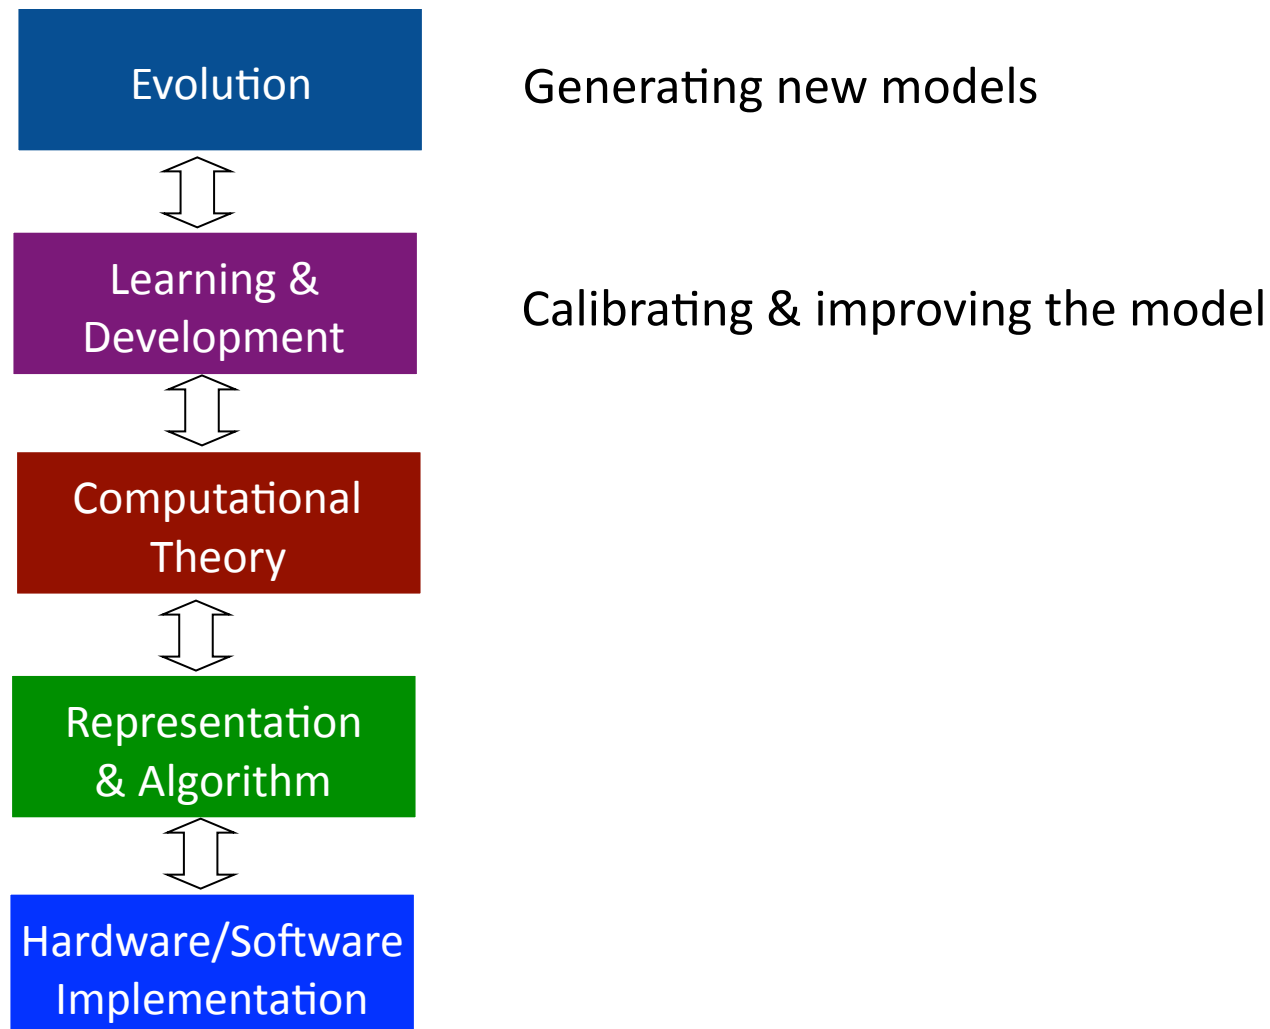 Evolution
Generating new models
Learning &
Development
Calibrating & improving the model
Computational
Theory
Representation
& Algorithm
Hardware/Software
Implementation